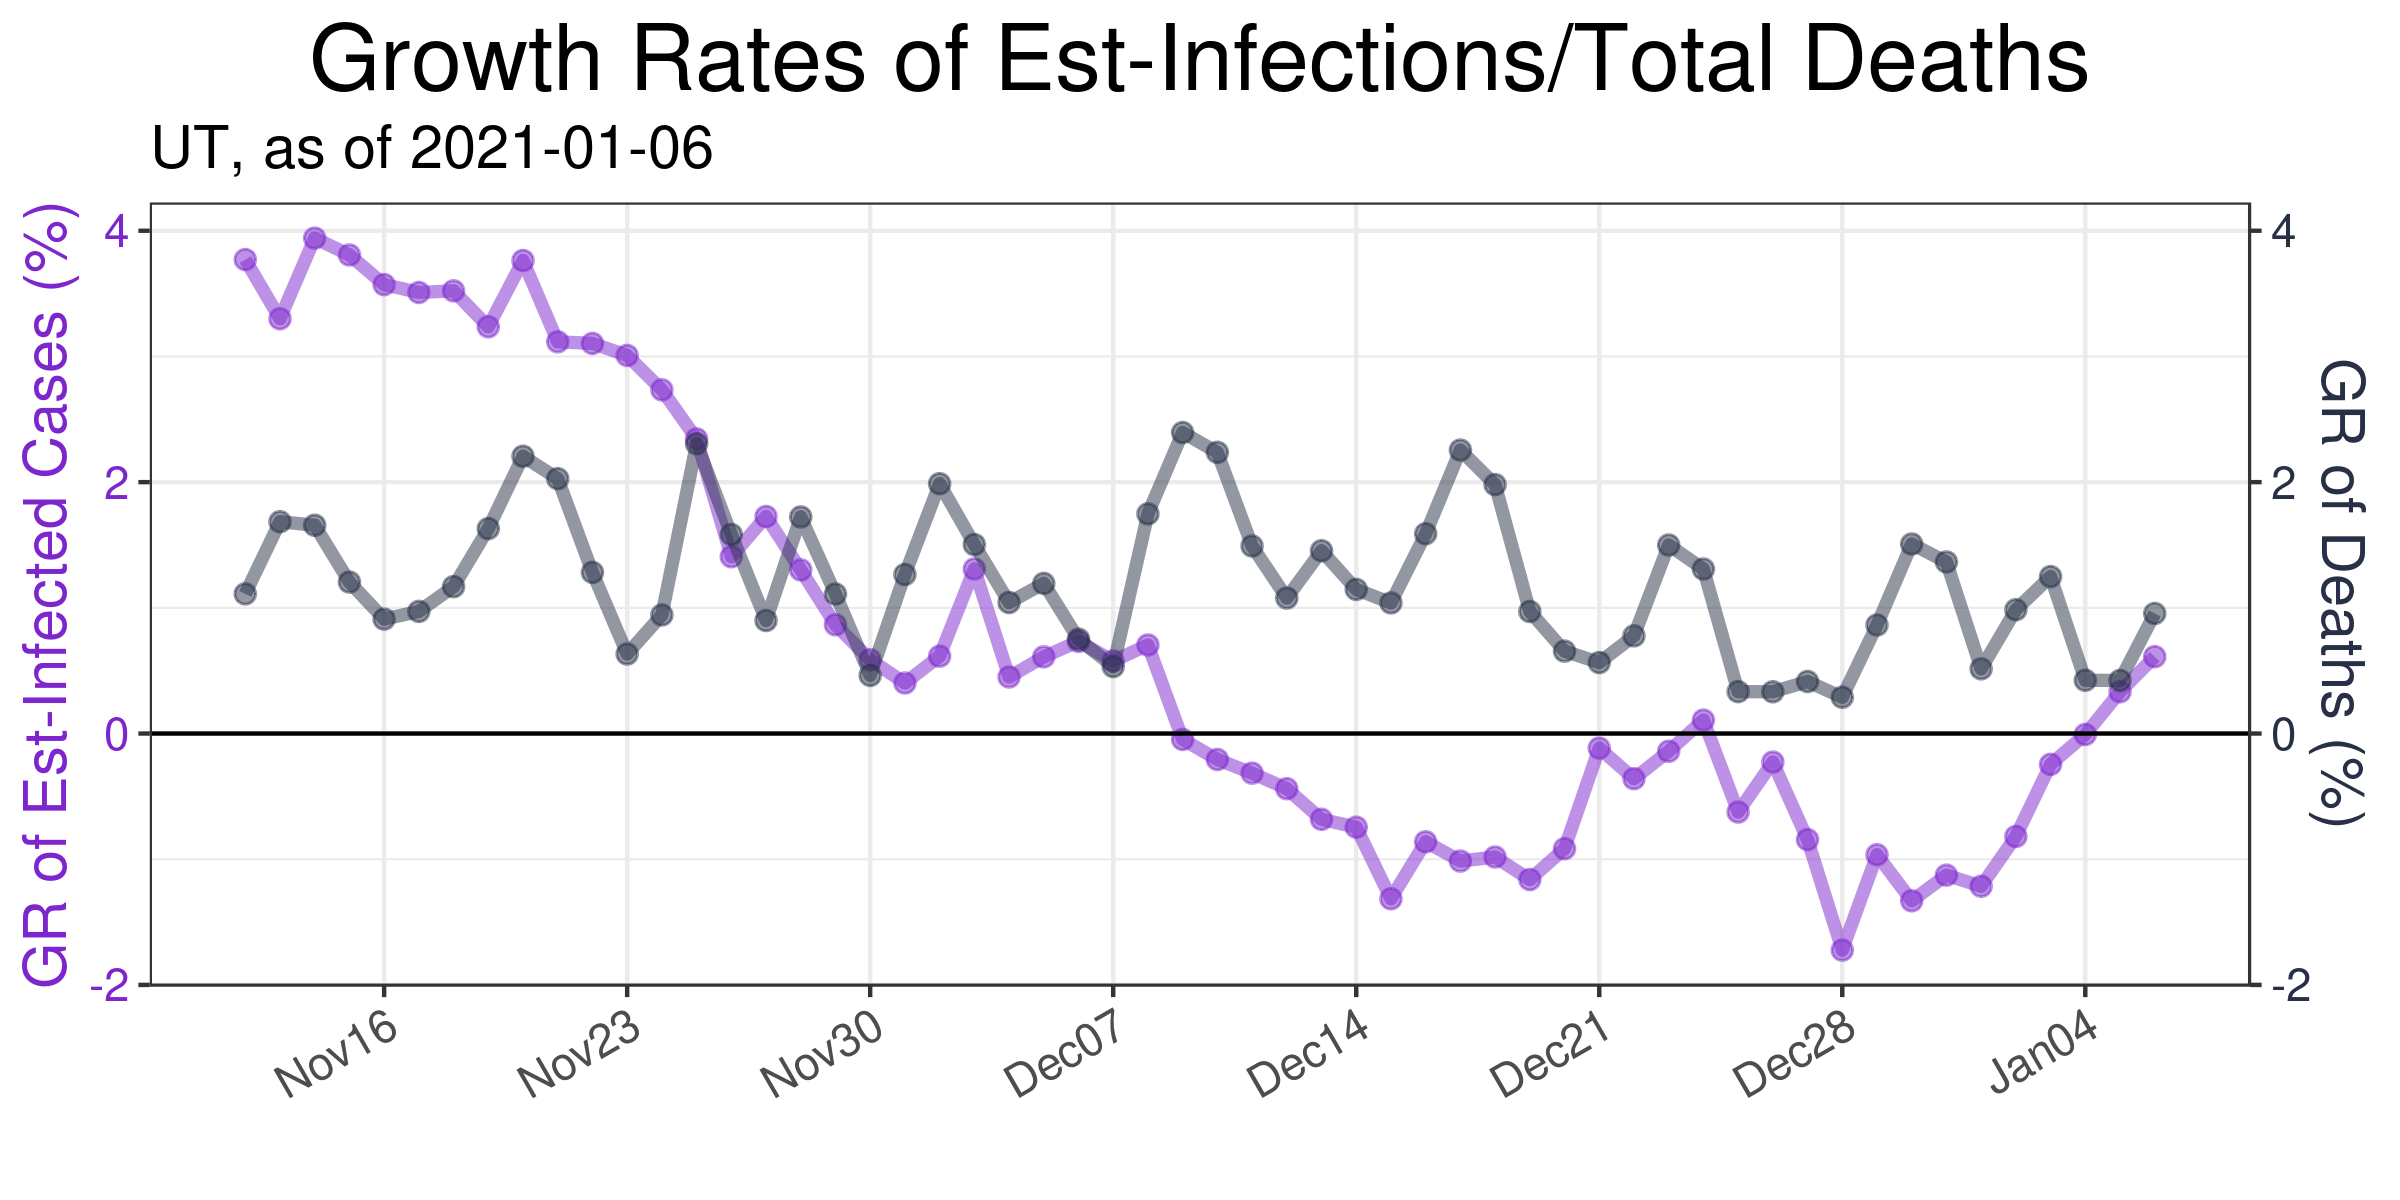 Growth Rates of Est-Infections/Total Deaths
UT, as of 2021-01-06
GR of Est-Infected Cases (%)
4
2
0
-2
4
2
0
-2
GR of Deaths (%)
Nov16
Nov23
Nov30
Dec07
Dec14
Dec21
Dec28
Jan04